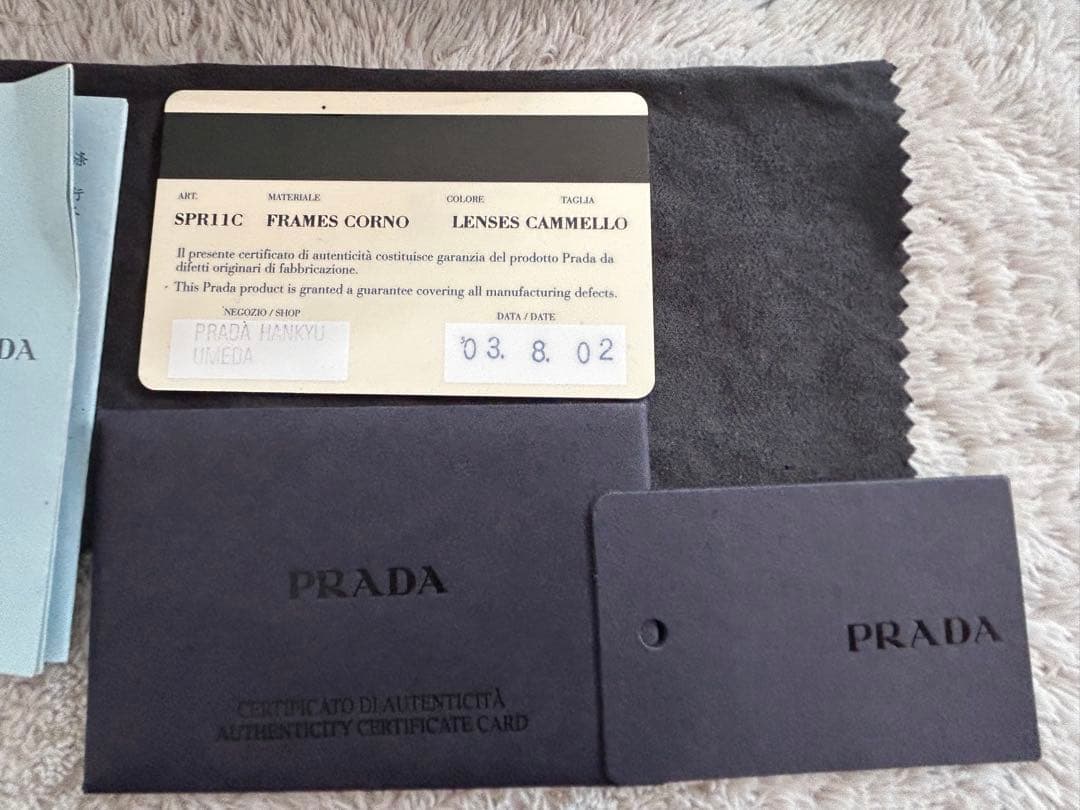 ART. MATERIALE COLORE TAGLIA
SPR11C FRAMES CORNO LENSES CAMMELLO
Il presente certificato di autenticità costituisce garanzia del prodotto Prada da
difetti originari di fabbricazione.
This Prada product is granted a guarantee covering all manufacturing defects.
NEGOZIO / SHOP DATA / DATE
PRADA HANKYU
UMEDA
'03. 8. 02
DA
行
PRADA
CERTIFICATO DI AUTENTICITÀ
AUTHENTICITY CERTIFICATE CARD
PRADA